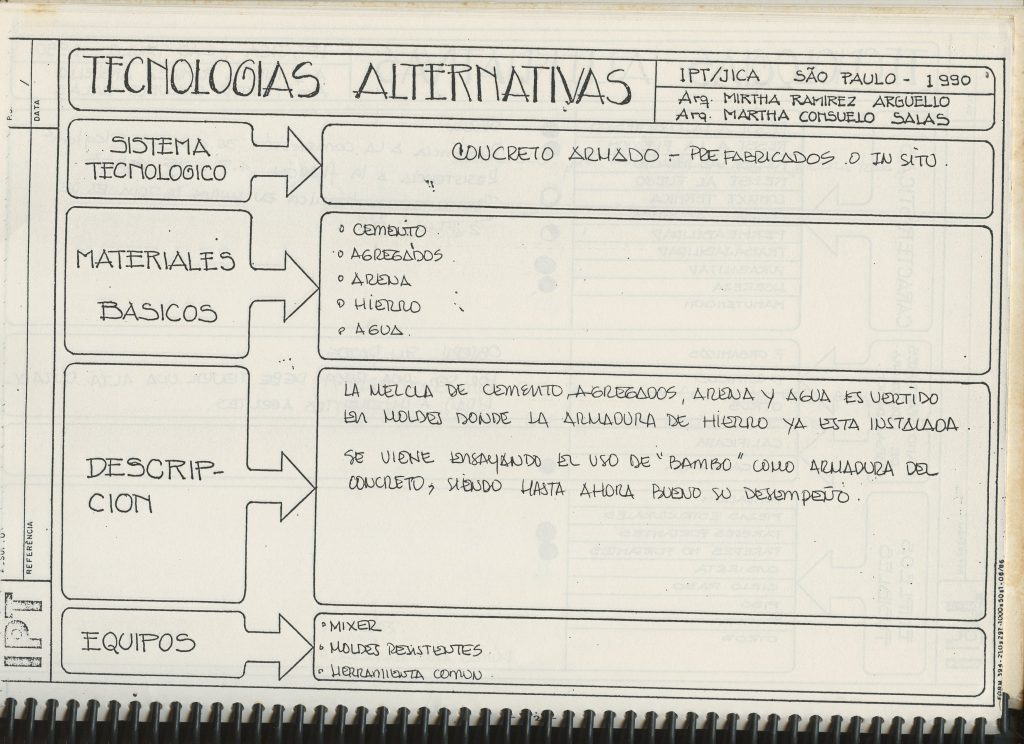 TECNOLOGIAS ALTERNATIVAS
IPT/JICA SÃO PAULO - 1990
Arq. MIRTHA RAMIREZ ARGUELLO
Arq. MARTHA CONSUELO SALAS
SISTEMA
TECNOLOGICO
CONCRETO ARMADO - PREFABRICADOS O IN SITU.
MATERIALES
BASICOS
• CEMENTO
• AGREGADOS
• ARENA
• HIERRO
• AGUA.
DESCRIP-
CION
LA MEZCLA DE CEMENTO, AGREGADOS, ARENA Y AGUA ES VERTIDO
EN MOLDES DONDE LA ARMADURA DE HIERRO YA ESTA INSTALADA.
SE VIENE ENSAYANDO EL USO DE "BAMBO" COMO ARMADURA DEL
CONCRETO, SIENDO HASTA AHORA BUENO SU DESEMPEÑO.
EQUIPOS
• MIXER
• MOLDES RESISTENTES
• HERRAMIENTA COMUN
DATA
REFERÊNCIA
IPT